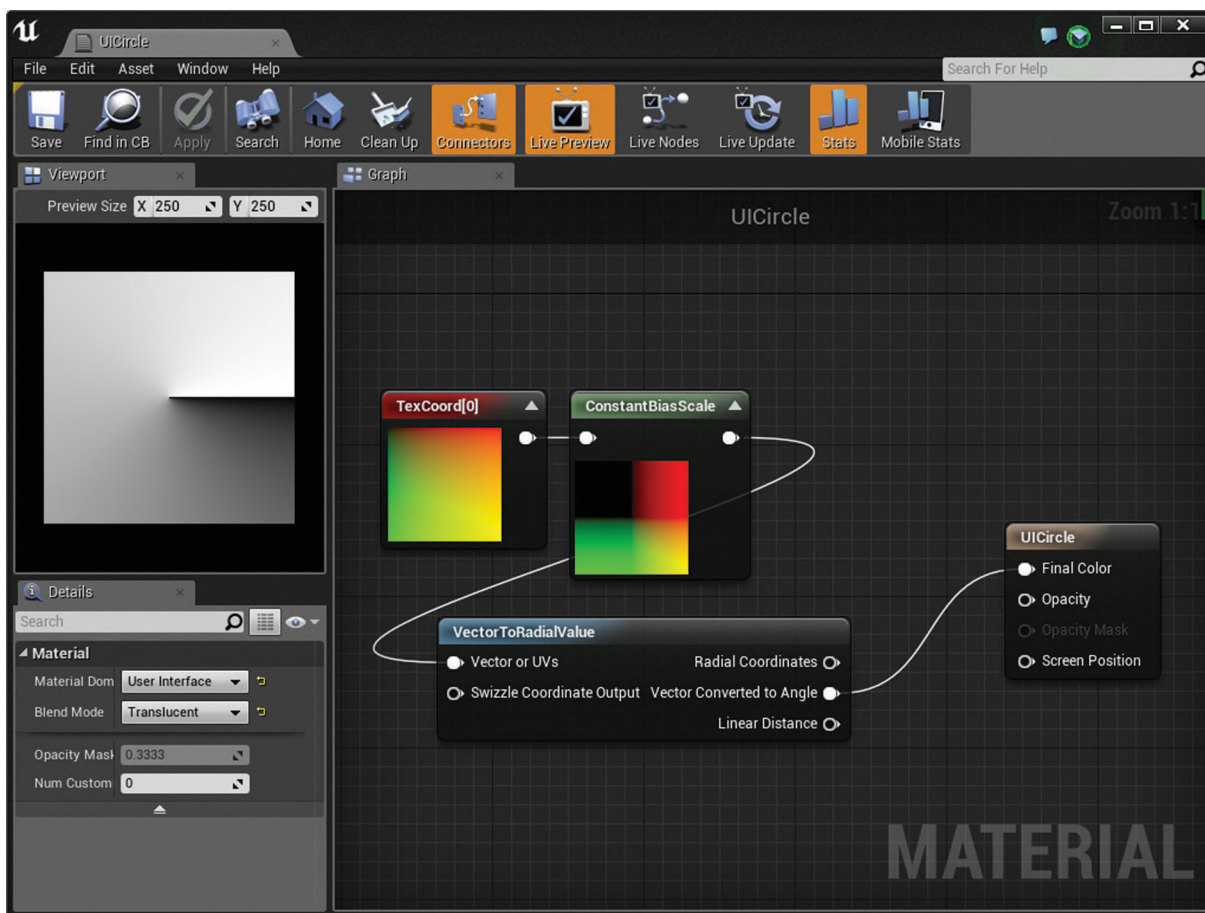 UICircle
File Edit Asset Window Help
Search For Help
Save Find in CB Apply Search Home Clean Up Connectors Live Preview Live Nodes Live Update Stats Mobile Stats
Viewport
Preview Size X 250 Y 250
Graph
UICircle
Zoom 1:1
TexCoord[0]
ConstantBiasScale
VectorToRadialValue
Vector or UVs Radial Coordinates
Swizzle Coordinate Output Vector Converted to Angle
Linear Distance
UICircle
Final Color
Opacity
Opacity Mask
Screen Position
Details
Search
Material
Material Dom User Interface
Blend Mode Translucent
Opacity Mask 0.3333
Num Custom 0
MATERIAL